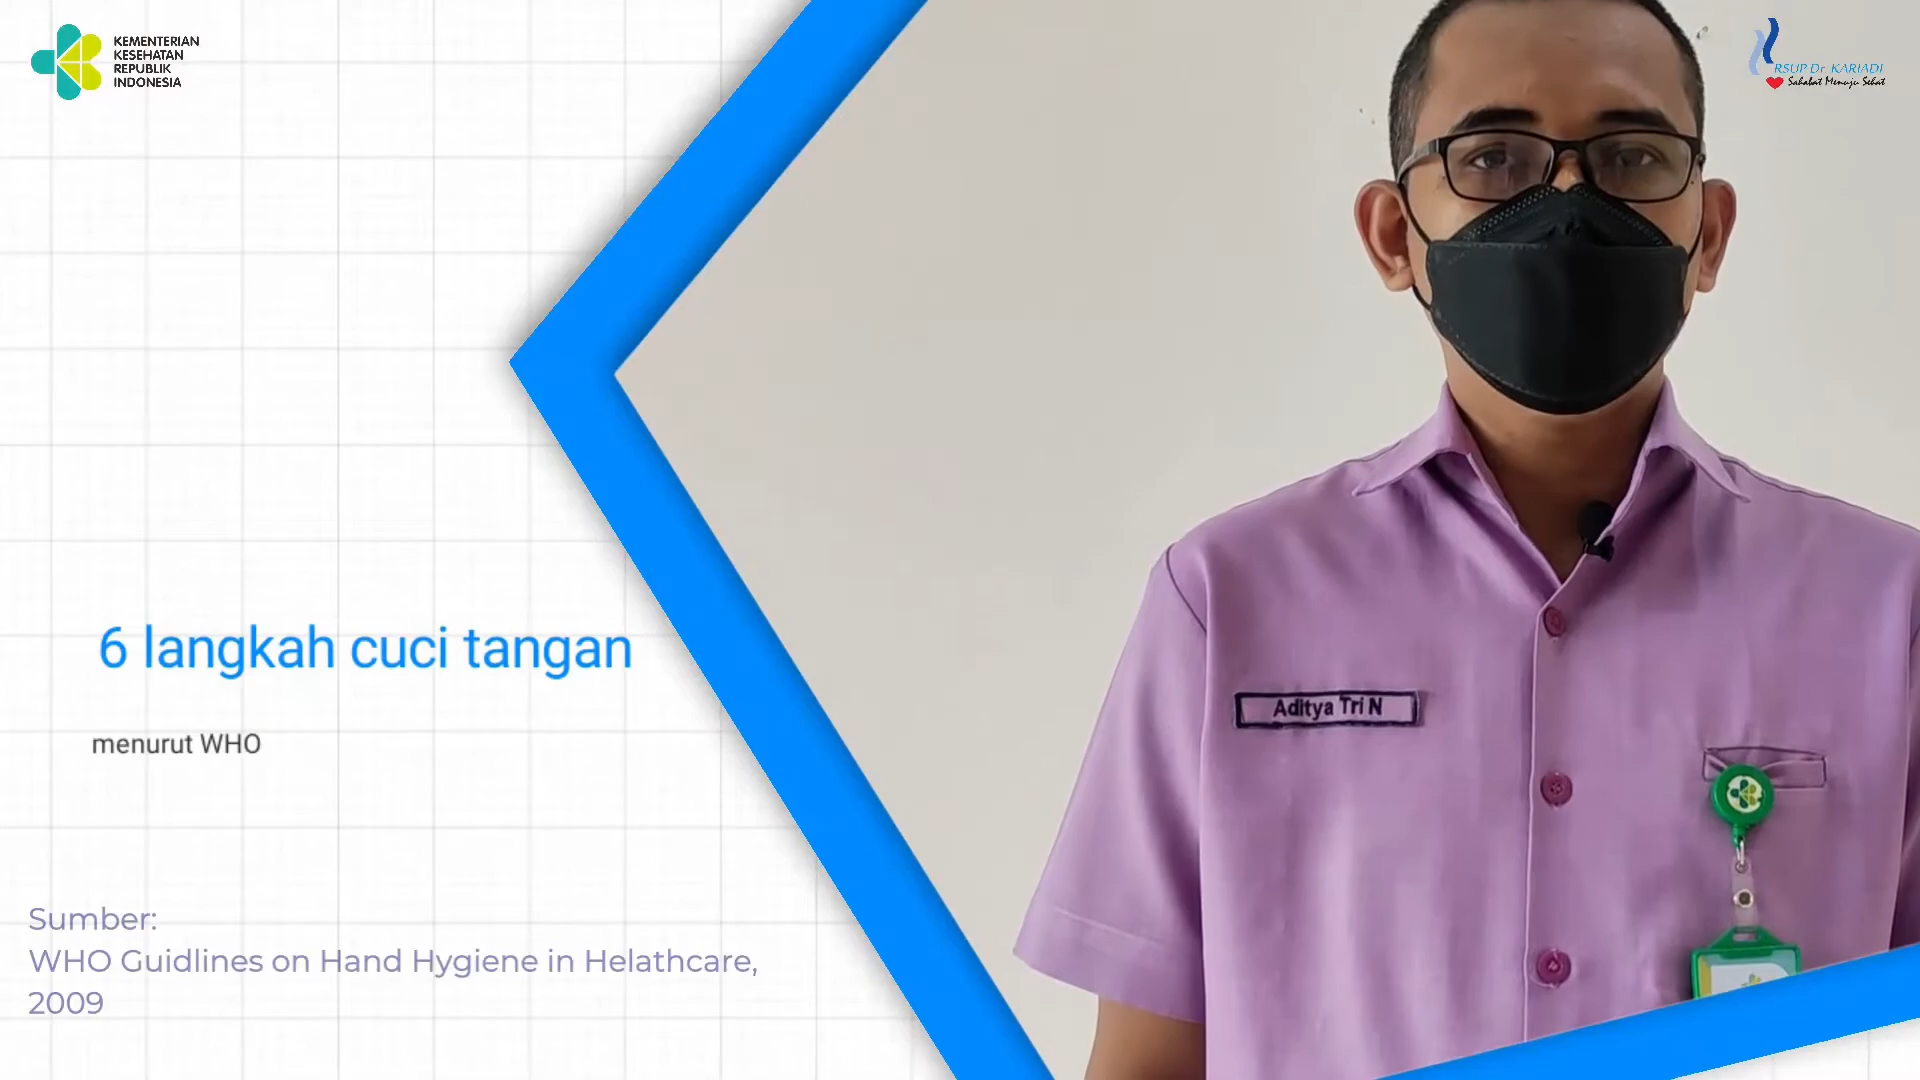 KEMENTERIAN
KESEHATAN
REPUBLIK
INDONESIA
RSUP Dr. KARIADI
Sahabat Menuju Sehat
6 langkah cuci tangan
menurut WHO
Aditya Tri N
Sumber:
WHO Guidlines on Hand Hygiene in Helathcare,
2009